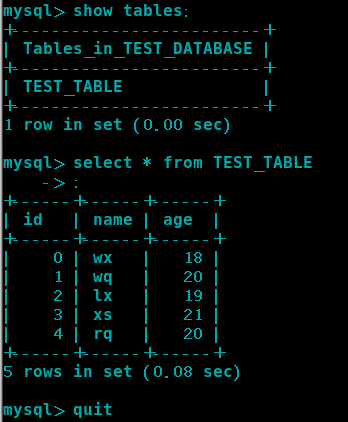 mysql> show tables;
+------------------------+
| Tables_in_TEST_DATABASE |
+------------------------+
| TEST_TABLE |
+------------------------+
1 row in set (0.00 sec)
mysql> select * from TEST_TABLE
-> ;
+------+------+------+
| id | name | age |
+------+------+------+
| 0 | wx | 18 |
| 1 | wq | 20 |
| 2 | lx | 19 |
| 3 | xs | 21 |
| 4 | rq | 20 |
+------+------+------+
5 rows in set (0.08 sec)
mysql> quit